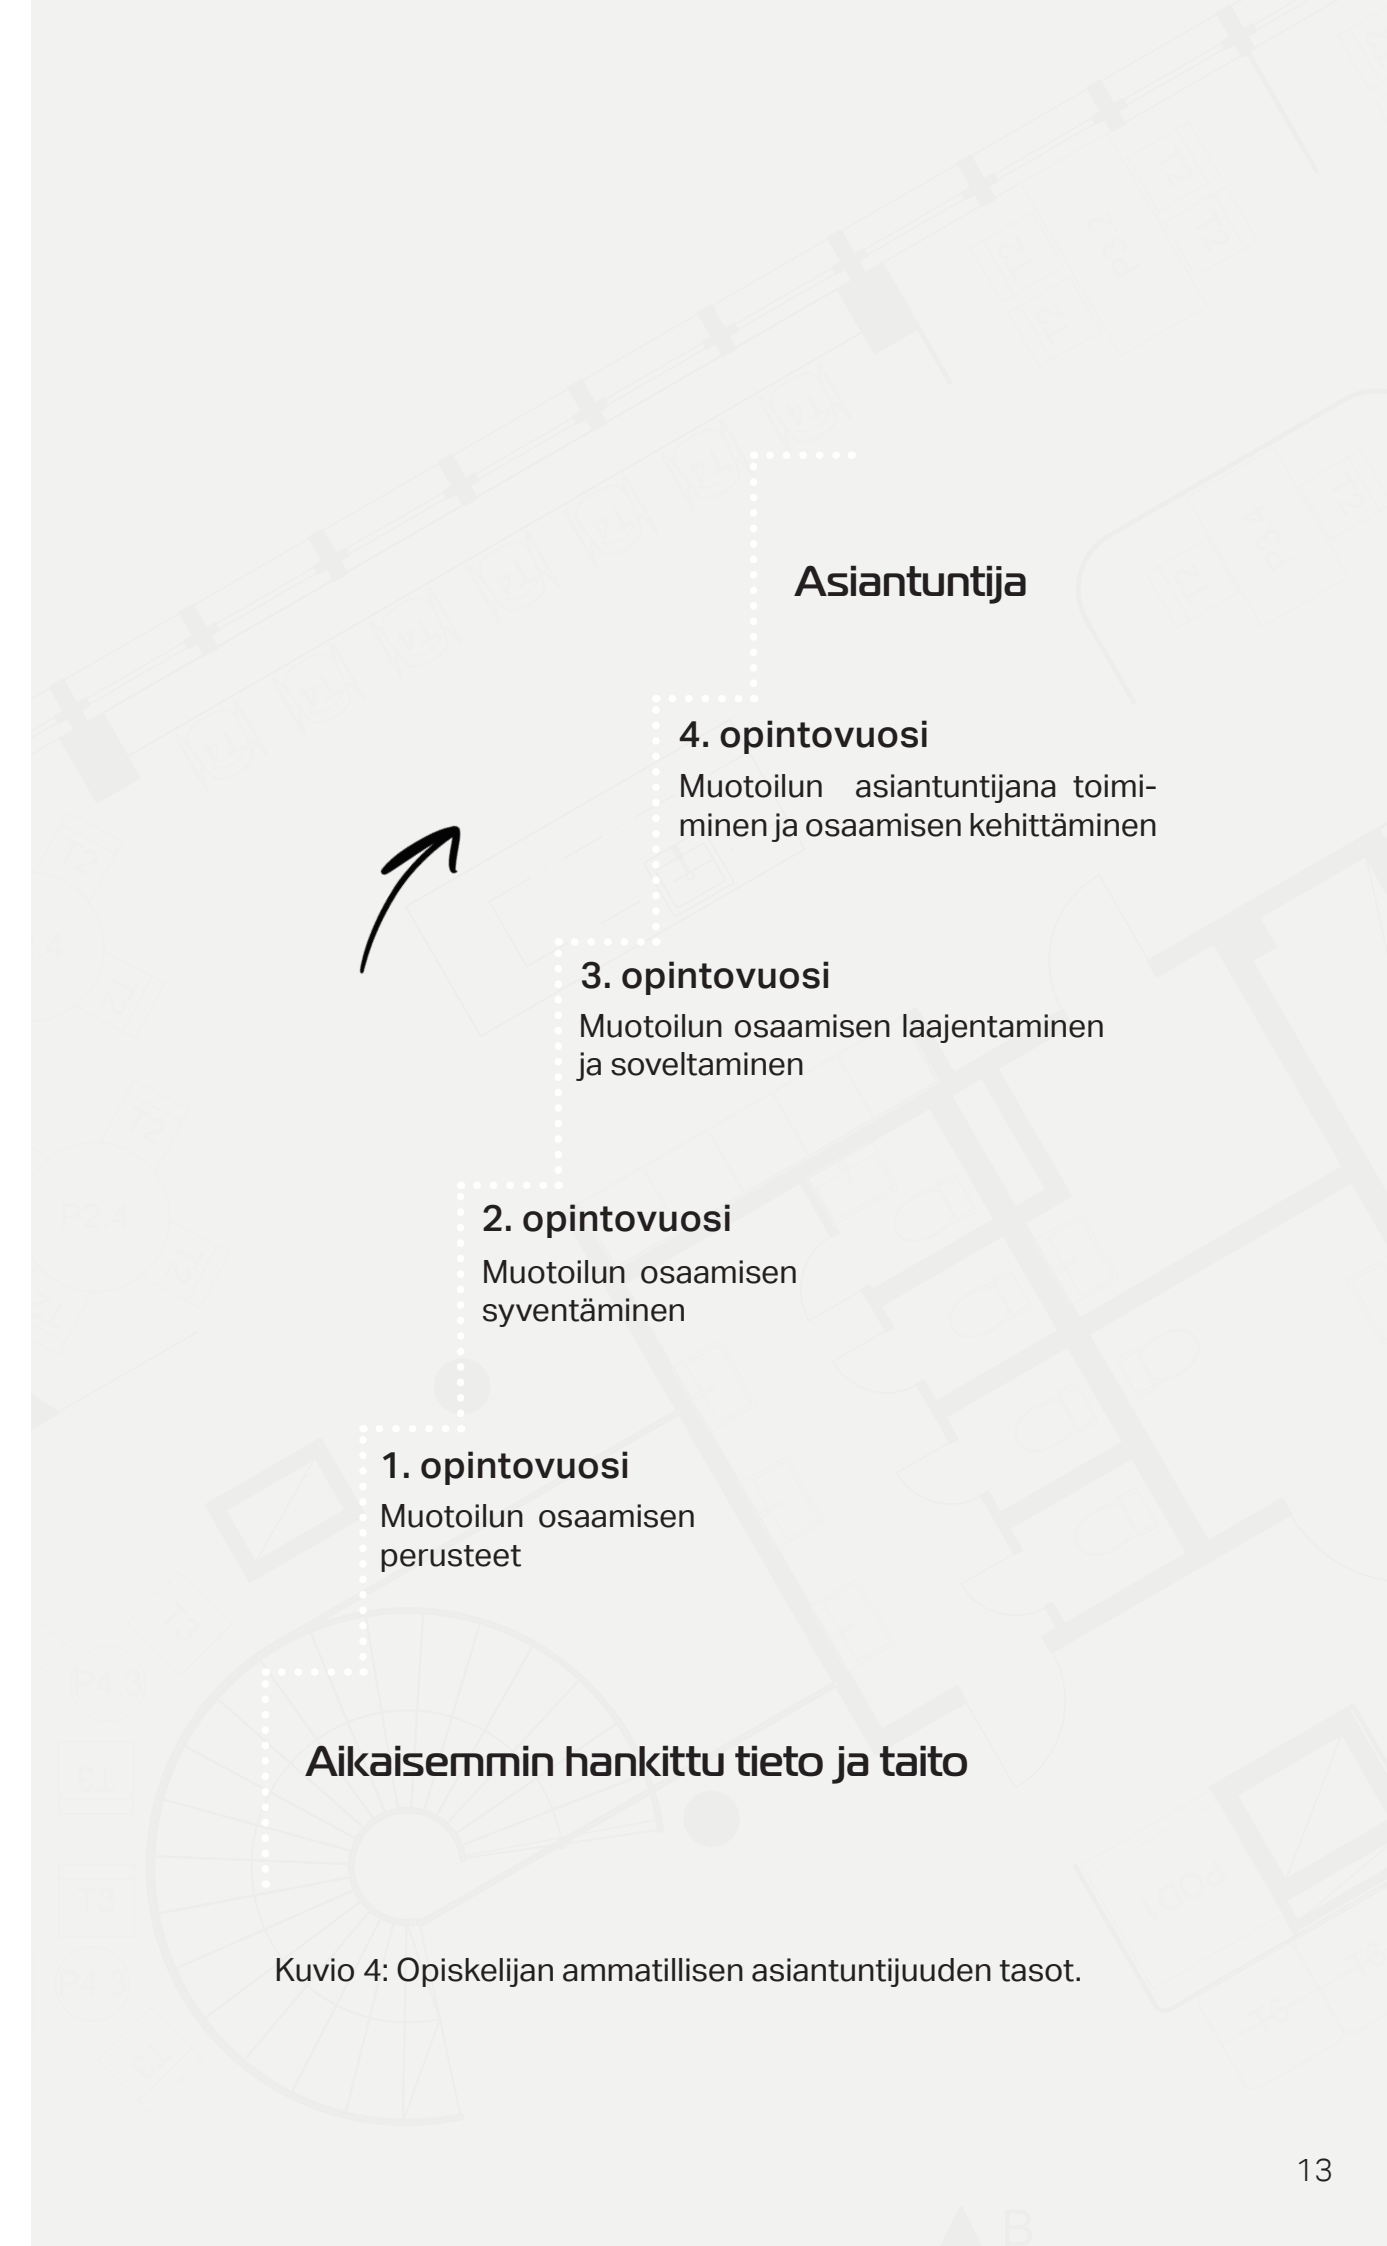 Asiantuntija
4. opintovuosi
Muotoilun asiantuntijana toimi-
minen ja osaamisen kehittäminen
3. opintovuosi
Muotoilun osaamisen laajentaminen
ja soveltaminen
2. opintovuosi
Muotoilun osaamisen
syventäminen
1. opintovuosi
Muotoilun osaamisen
perusteet
Aikaisemmin hankittu tieto ja taito
Kuvio 4: Opiskelijan ammatillisen asiantuntijuuden tasot.
13
B